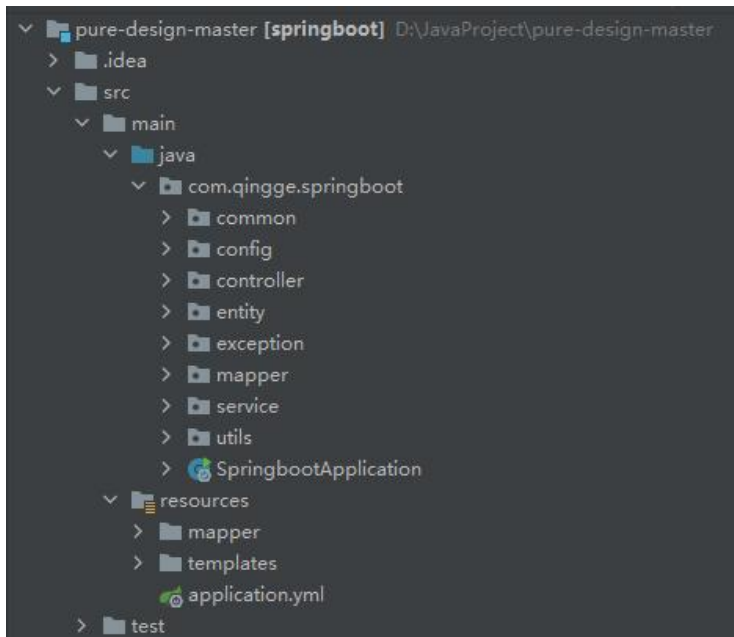 pure-design-master [springboot] D:\JavaProject\pure-design-master
.idea
src
main
java
com.qingge.springboot
common
config
controller
entity
exception
mapper
service
utils
SpringbootApplication
resources
mapper
templates
application.yml
test